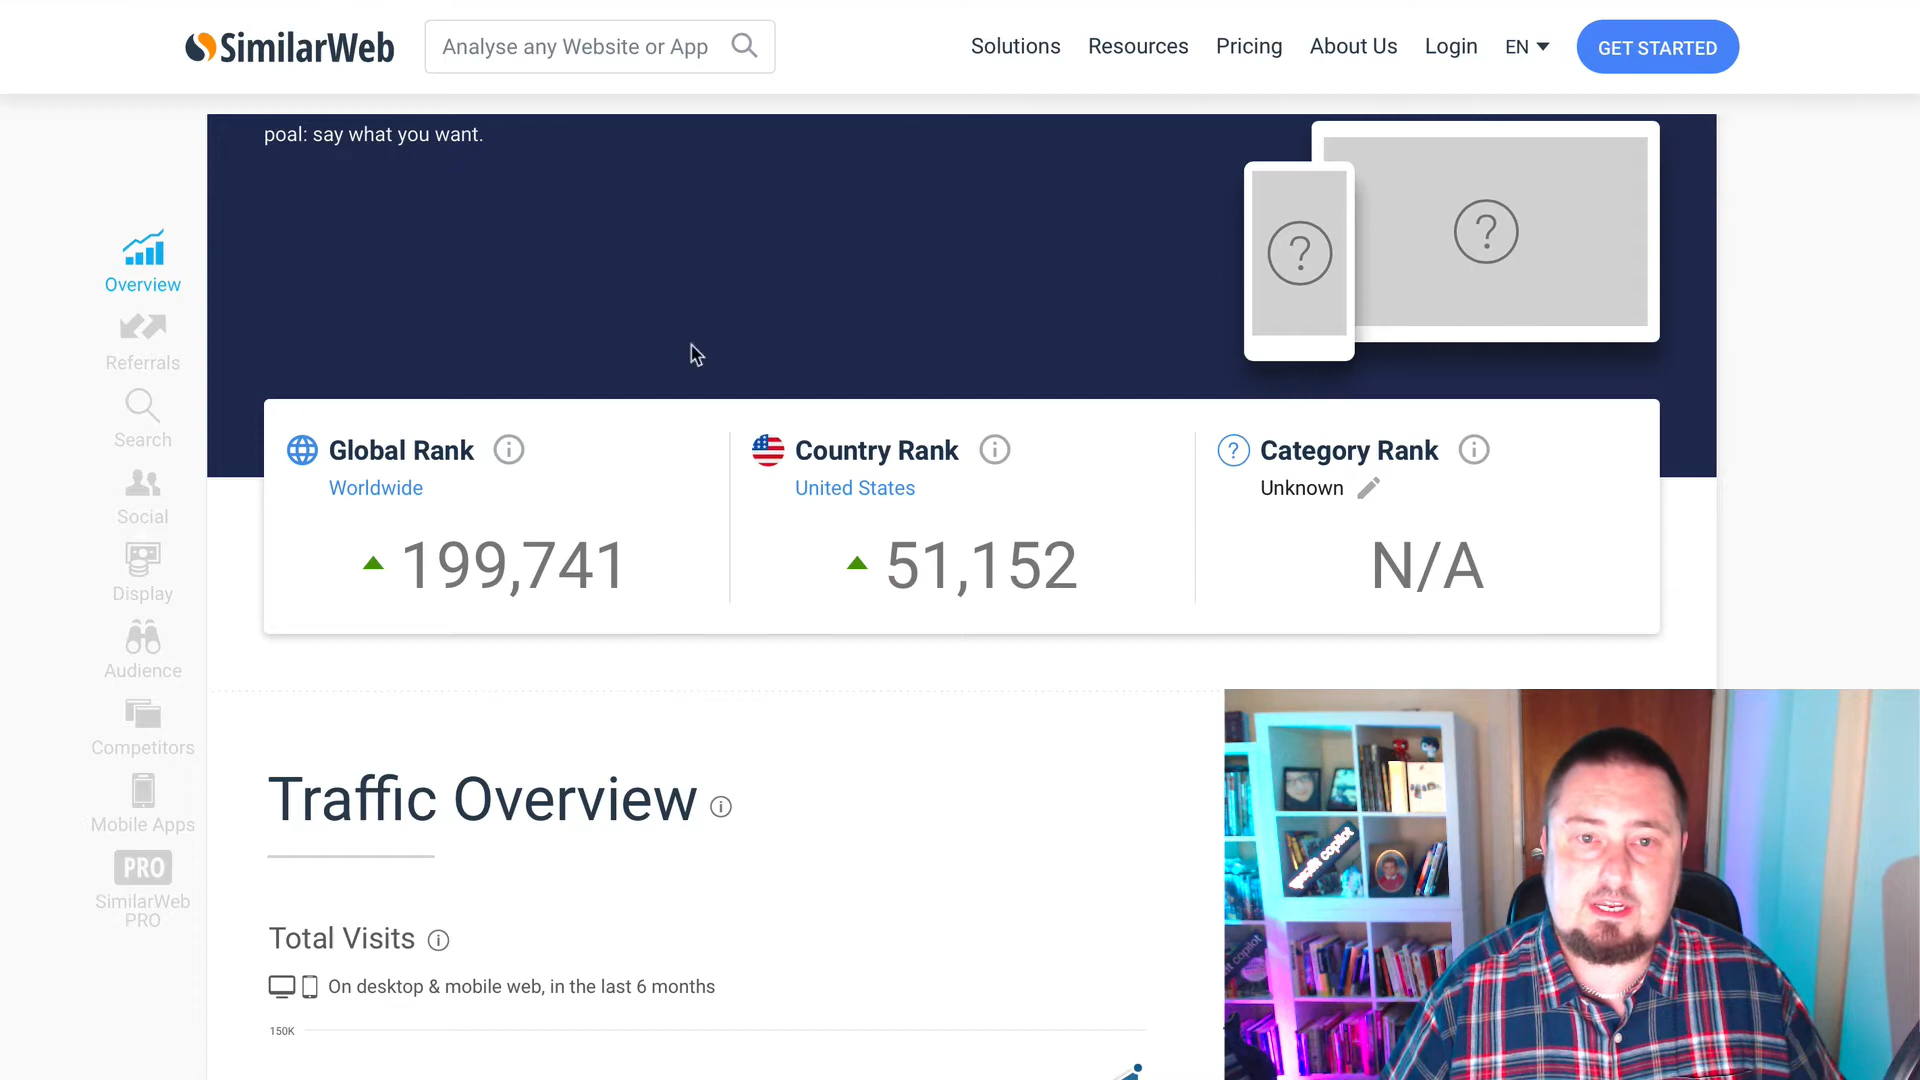 SimilarWeb
Analyse any Website or App
Solutions
Resources
Pricing
About Us
Login
EN
GET STARTED
poal: say what you want.
Overview
Referrals
Search
Social
Display
Audience
Competitors
Mobile Apps
PRO
SimilarWeb
PRO
Global Rank
Worldwide
199,741
Country Rank
United States
51,152
Category Rank
Unknown
N/A
Traffic Overview
Total Visits
On desktop & mobile web, in the last 6 months
150K
copilot
copilot